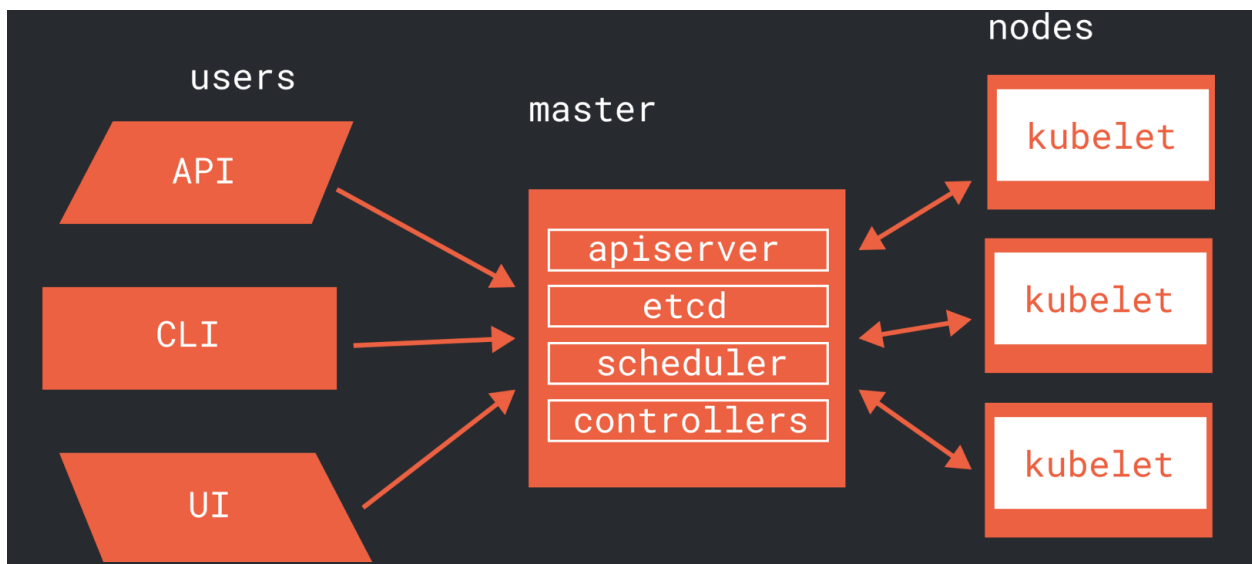 users
API
CLI
UI
master
apiserver
etcd
scheduler
controllers
nodes
kubelet
kubelet
kubelet